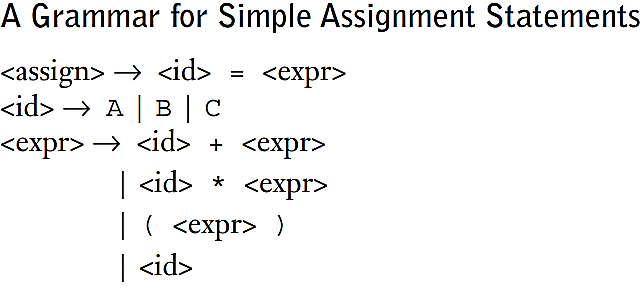 A Grammar for Simple Assignment Statements
<assign> → <id> = <expr>
<id> → A | B | C
<expr> → <id> + <expr>
| <id> * <expr>
| ( <expr> )
| <id>